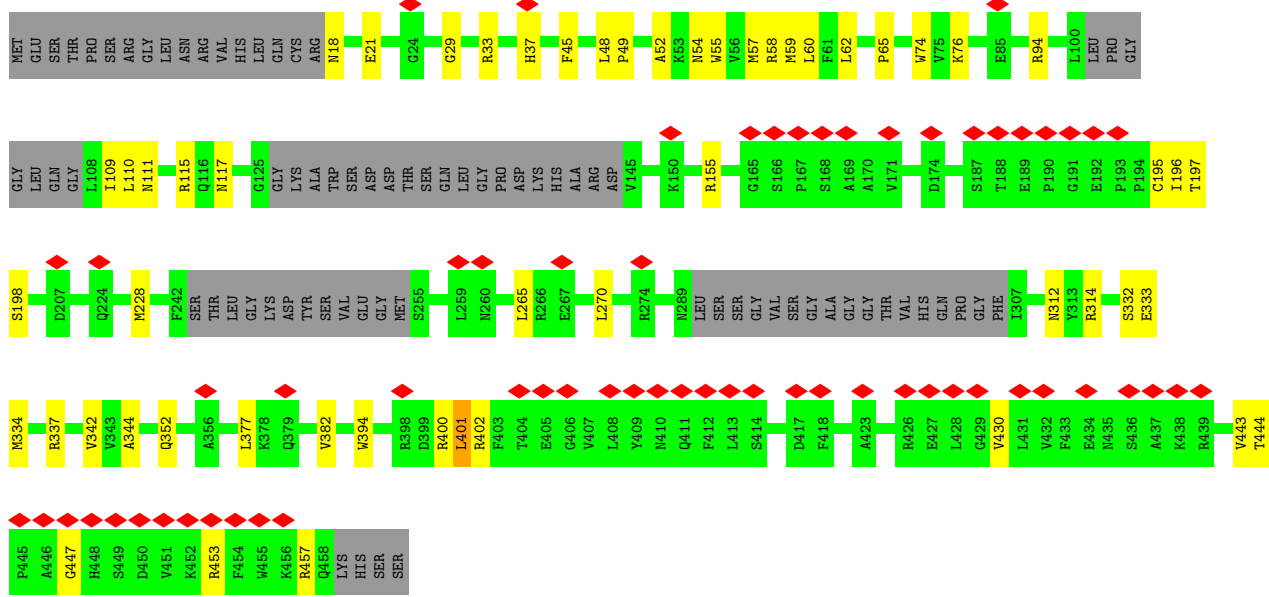 MET GLU SER THR PRO SER ARG GLY LEU ASN ARG VAL HIS LEU GLN CYS ARG N18 E21 G24 G29 R33 H37 F45 L48 P49 A52 K53 N54 W55 V56 M57 R58 M59 L60 F61 L62 P65 W74 V75 K76 E85 R94 L100 LEU PRO GLY
GLY LEU GLN GLY L108 I109 L110 N111 R115 Q116 N117 G125 GLY LYS ALA TRP SER ASP ASP THR SER GLN LEU GLY PRO ASP LYS HIS ALA ARG ASP V145 K150 R155 G165 S166 P167 S168 A169 A170 V171 D174 S187 T188 E189 P190 G191 E192 P193 P194 C195 I196 T197
S198 D207 Q224 M228 F242 SER THR LEU GLY LYS ASP TYR SER VAL GLU GLY MET S255 L259 N260 L265 R266 E267 L270 R274 N289 LEU SER SER GLY VAL SER GLY ALA GLY GLY THR VAL HIS GLN PRO GLY PHE I307 N312 Y313 R314 S332 E333
M334 R337 V342 V343 A344 Q352 A356 L377 K378 Q379 V382 W394 R398 D399 R400 L401 R402 F403 T404 E405 G406 V407 L408 Y409 N410 Q411 F412 L413 S414 D417 F418 A423 R426 E427 L428 G429 V430 L431 V432 F433 E434 N435 S436 A437 K438 R439 V443 T444
P445 A446 G447 H448 S449 D450 V451 K452 R453 F454 W455 K456 R457 Q458 LYS HIS SER SER